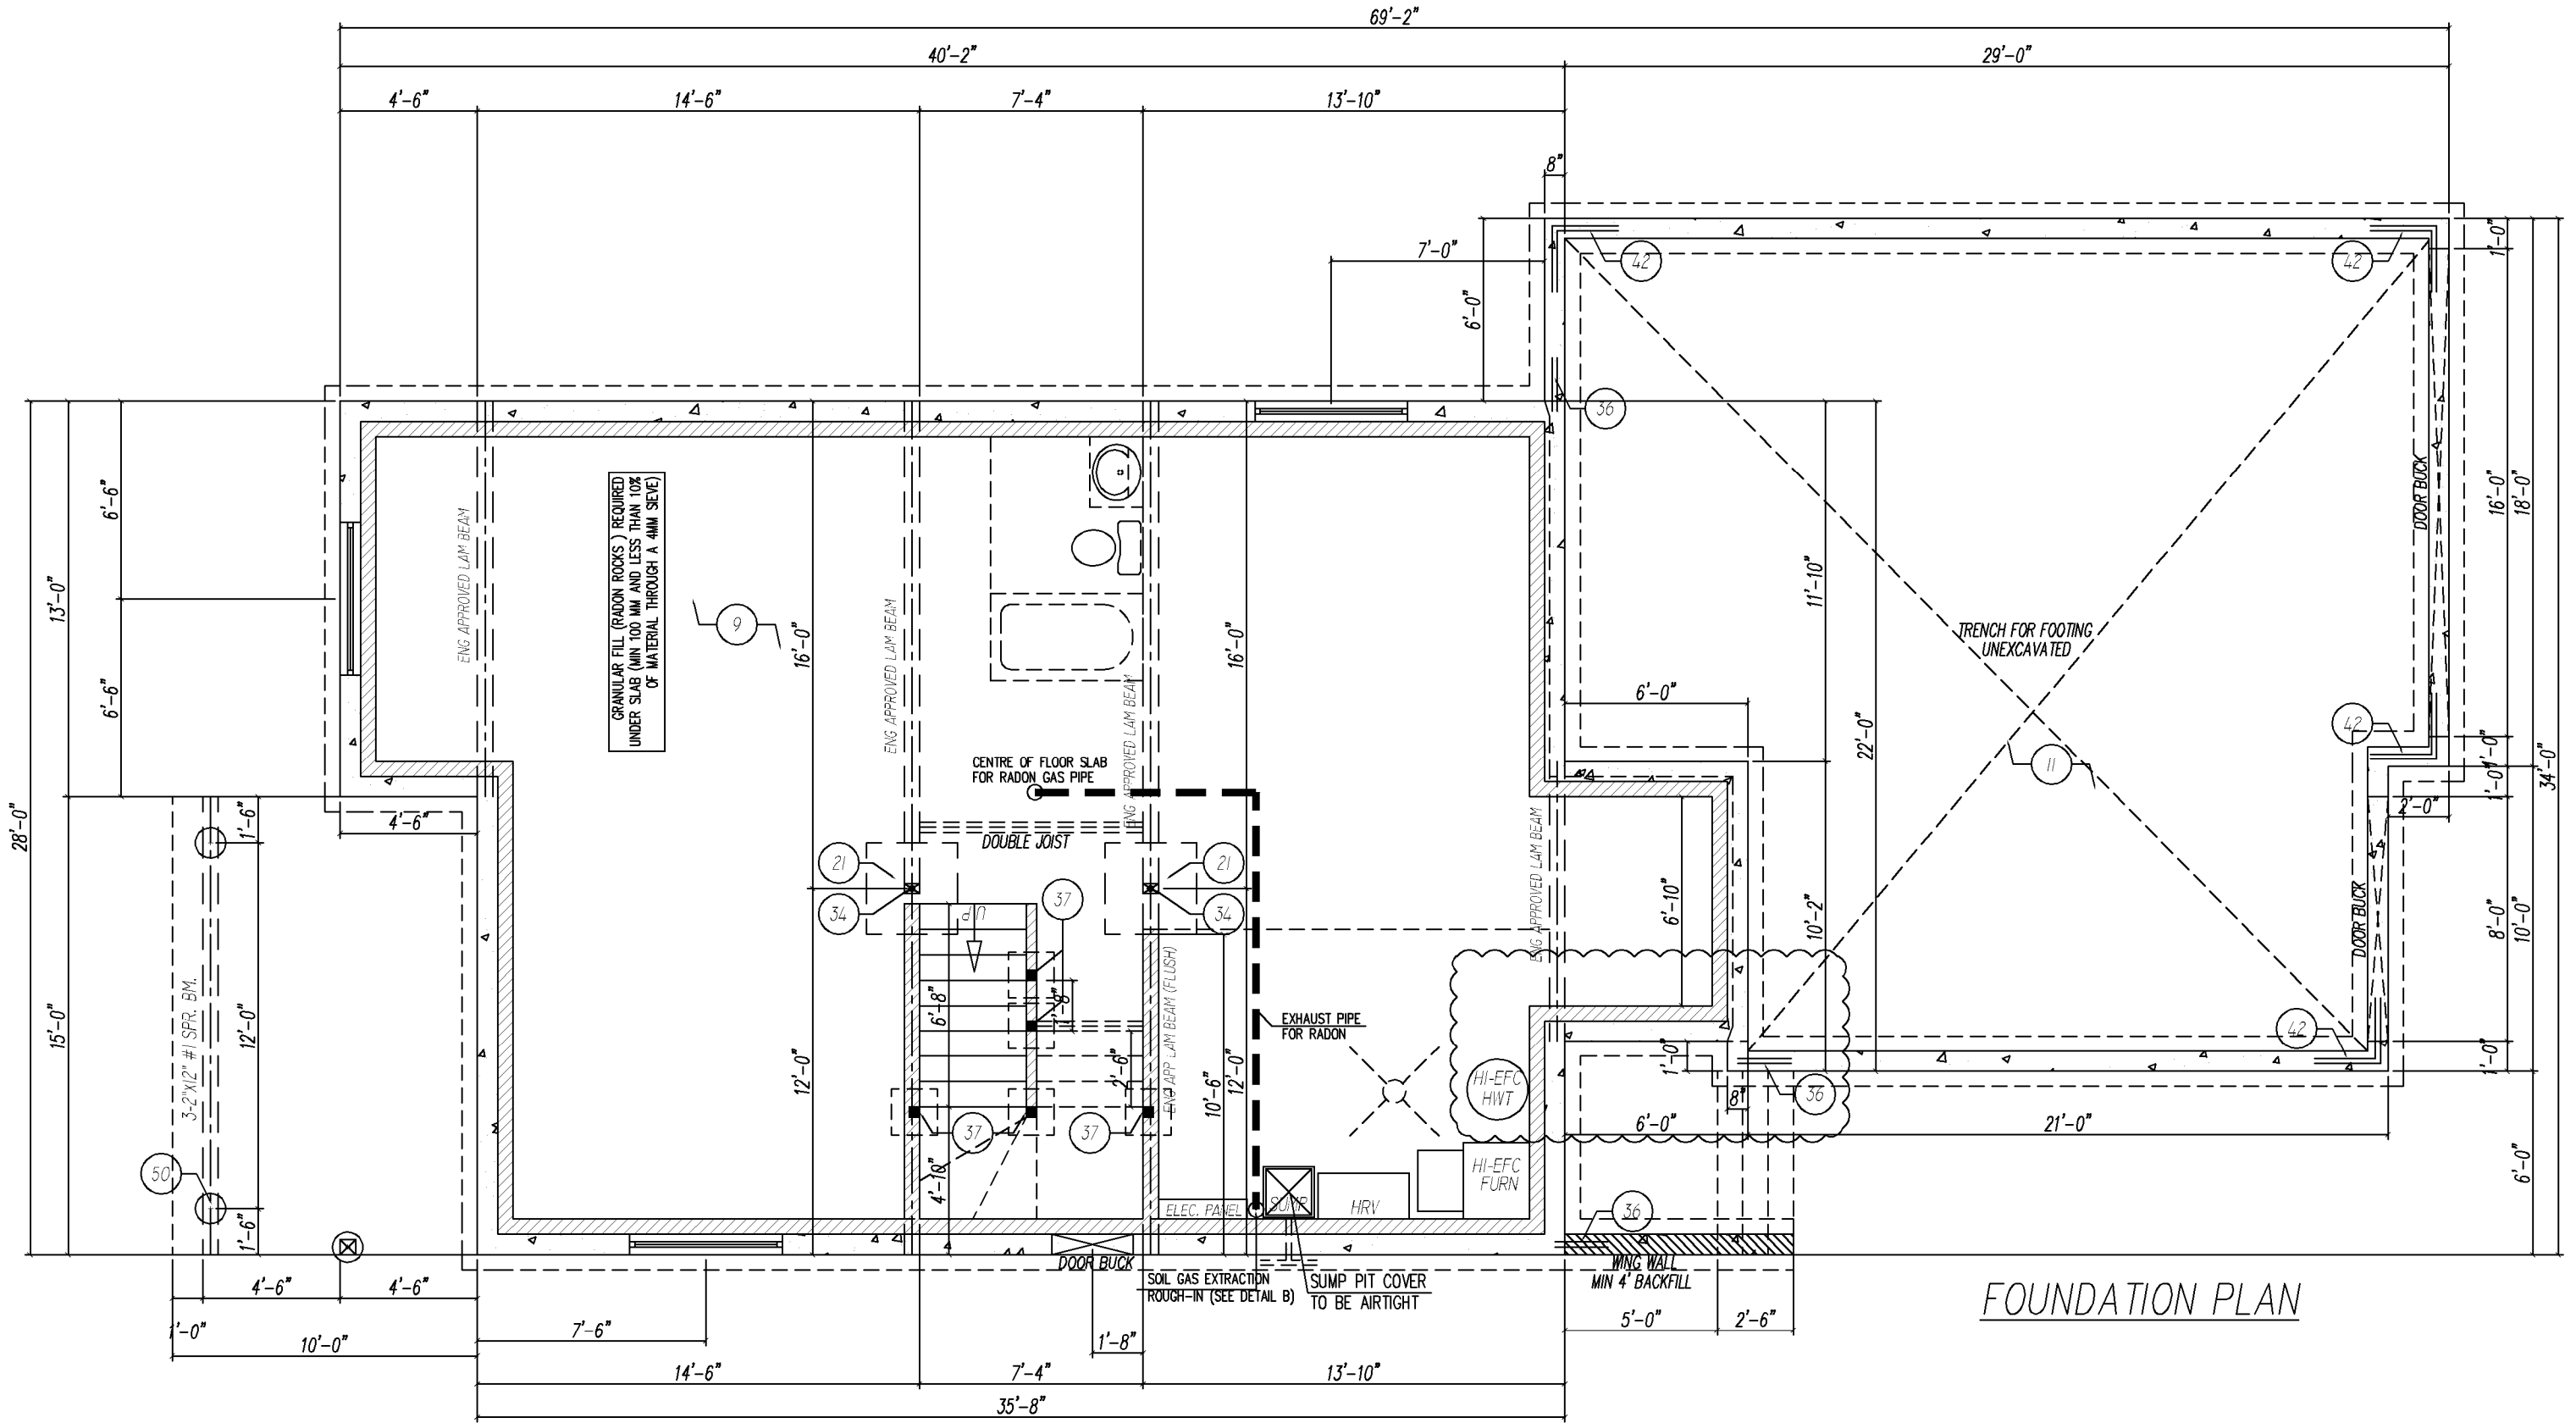 69'-2"
40'-2"
29'-0"
4'-6"
14'-6"
7'-4"
13'-10"
8"
7'-0"
6'-0"
42
42
1'-0"
36
6'-6"
6'-6"
13'-0"
28'-0"
15'-0"
ENG APPROVED LAM BEAM
GRANULAR FILL (RADON ROCKS ) REQUIRED
UNDER SLAB (MIN 100 MM AND LESS THAN 10%
OF MATERIAL THROUGH A 4MM SIEVE)
9
16'-0"
ENG APPROVED LAM BEAM
ENG APPROVED LAM BEAM
16'-0"
11'-10"
22'-0"
TRENCH FOR FOOTING
UNEXCAVATED
DOOR BUCK
16'-0"
18'-0"
34'-0"
6'-0"
42
11
1'-0"
1'-0"
2'-0"
CENTRE OF FLOOR SLAB
FOR RADON GAS PIPE
DOUBLE JOIST
4'-6"
1'-6"
21
34
21
34
37
UP
ENG APPROVED LAM BEAM
6'-10"
10'-2"
DOOR BUCK
8'-0"
10'-0"
3-2"X12" #1 SPR. BM.
12'-0"
12'-0"
6'-8"
2'-6"
ENG APP LAM BEAM (FLUSH)
10'-6"
12'-0"
EXHAUST PIPE
FOR RADON
HI-EFC
HWT
1'-0"
8"
36
42
1'-0"
37
37
4'-10"
6'-0"
21'-0"
6'-0"
50
1'-6"
ELEC. PANEL
SUMP
HRV
HI-EFC
FURN
36
DOOR BUCK
SOIL GAS EXTRACTION
ROUGH-IN (SEE DETAIL B)
SUMP PIT COVER
TO BE AIRTIGHT
WING WALL
MIN 4' BACKFILL
FOUNDATION PLAN
4'-6"
4'-6"
1'-0"
10'-0"
7'-6"
1'-8"
5'-0"
2'-6"
14'-6"
7'-4"
13'-10"
35'-8"